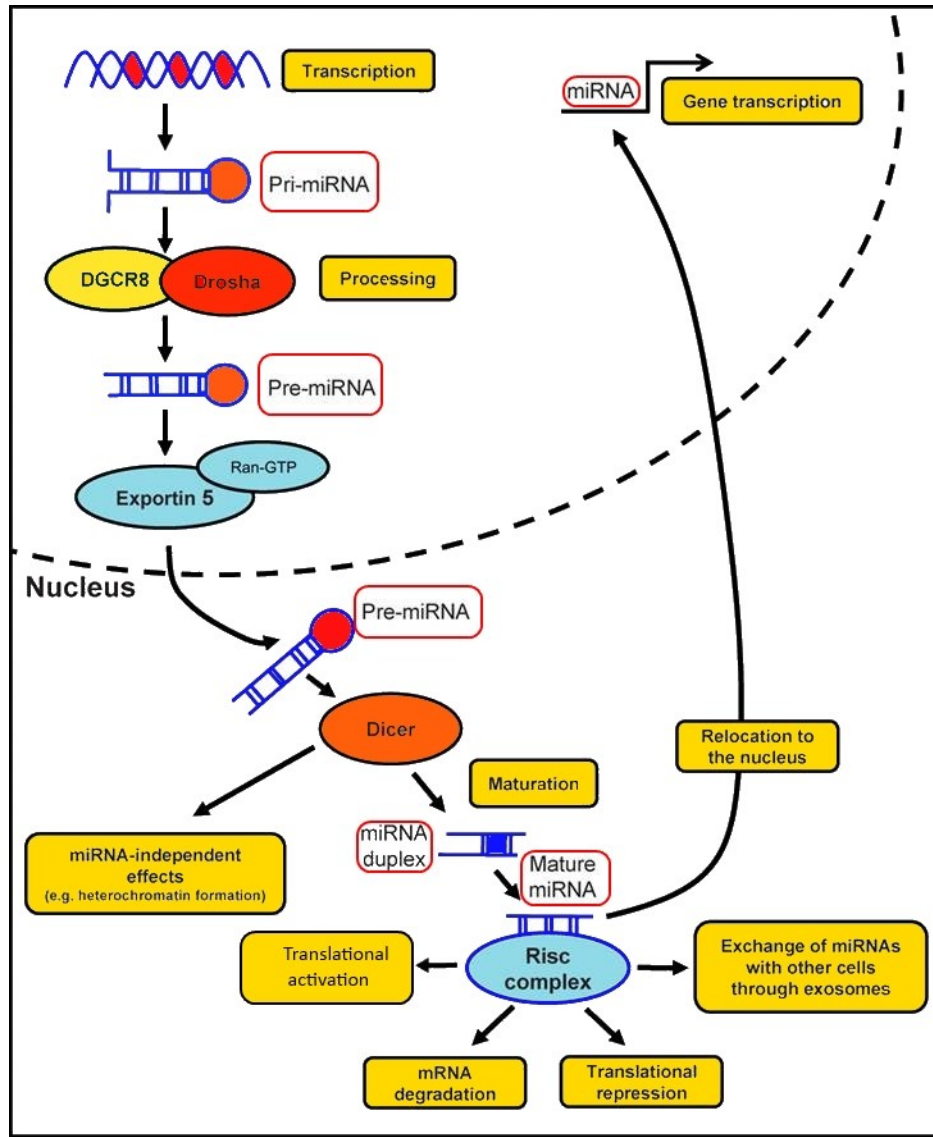 Transcription
miRNA
Gene transcription
Pri-miRNA
DGCR8
Drosha
Processing
Pre-miRNA
Ran-GTP
Exportin 5
Nucleus
Pre-miRNA
Dicer
Relocation to
the nucleus
Maturation
miRNA
duplex
Mature
miRNA
miRNA-independent
effects
(e.g. heterochromatin formation)
Translational
activation
Risc
complex
Exchange of miRNAs
with other cells
through exosomes
mRNA
degradation
Translational
repression